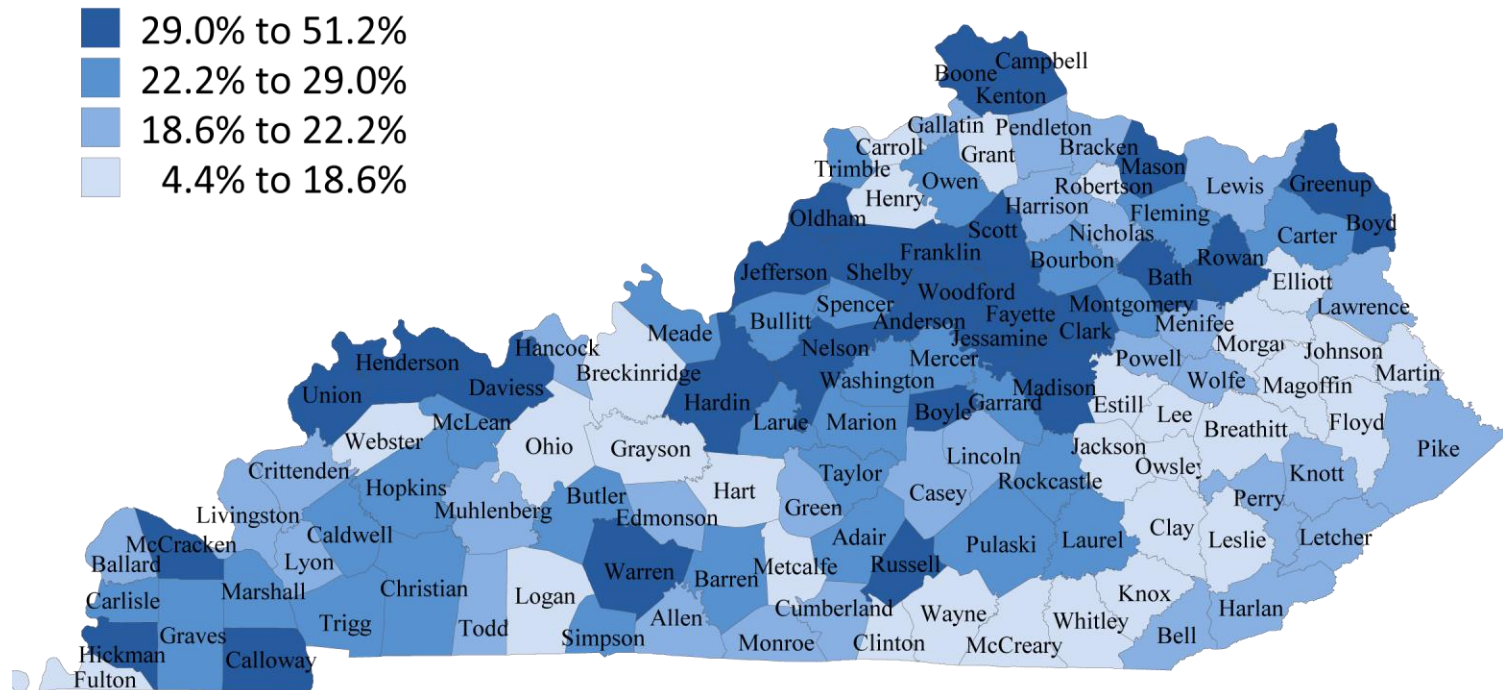 29.0% to 51.2%
22.2% to 29.0%
18.6% to 22.2%
4.4% to 18.6%
Campbell
Boone
Kenton
Gallatin
Pendleton
Carroll
Grant
Bracken
Mason
Trimble
Owen
Robertson
Lewis
Greenup
Henry
Harrison
Fleming
Oldham
Scott
Nicholas
Carter
Boyd
Franklin
Bourbon
Rowan
Jefferson
Shelby
Bath
Elliott
Woodford
Spencer
Montgomery
Lawrence
Bullitt
Anderson
Fayette
Clark
Menifee
Meade
Jessamine
Morgan
Johnson
Hancock
Nelson
Mercer
Powell
Henderson
Breckinridge
Washington
Wolfe
Magoffin
Martin
Daviess
Madison
Union
Hardin
Boyle
Garrard
Estill
Lee
Floyd
McLean
Larue
Marion
Breathitt
Webster
Ohio
Grayson
Jackson
Pike
Lincoln
Owsley
Crittenden
Taylor
Rockcastle
Knott
Hopkins
Butler
Hart
Casey
Perry
Livingston
Muhlenberg
Edmonson
Green
Clay
Caldwell
Adair
Pulaski
Laurel
Leslie
Letcher
McCracken
Ballard
Lyon
Metcalfe
Russell
Warren
Barren
Marshall
Christian
Logan
Knox
Carlisle
Cumberland
Wayne
Harlan
Allen
Whitley
Trigg
Todd
Graves
Simpson
Monroe
Clinton
McCreary
Bell
Hickman
Calloway
Fulton